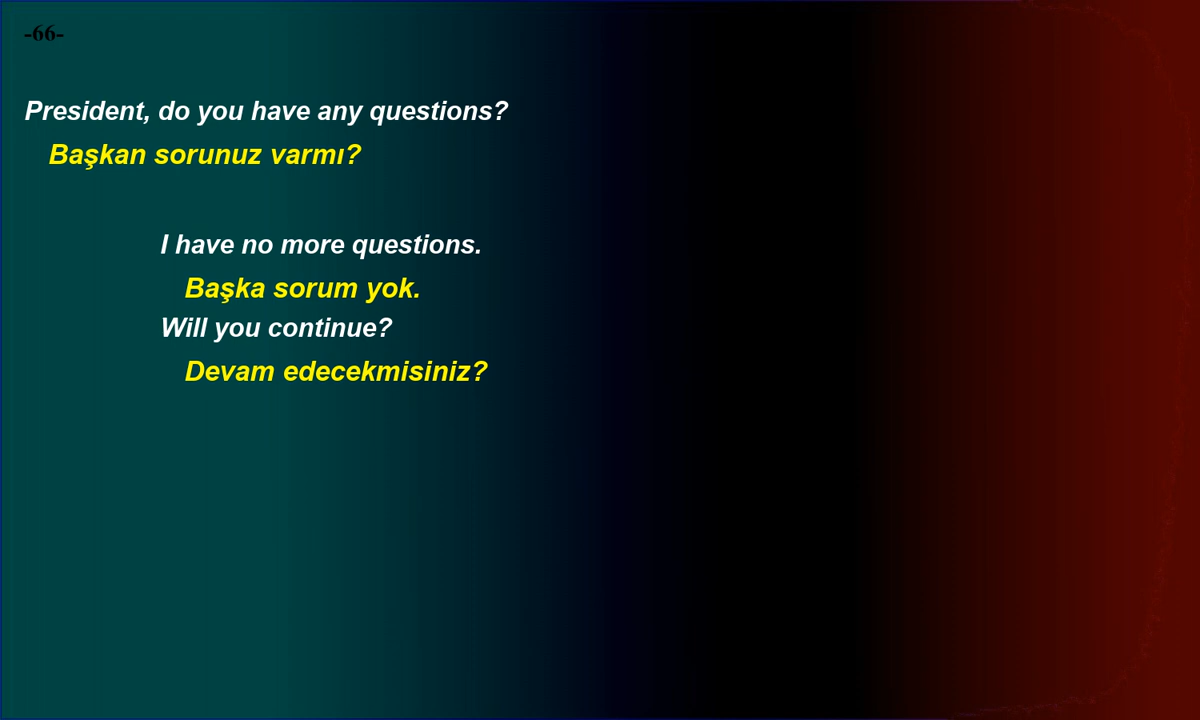 -66-
President, do you have any questions?
Başkan sorunuz varmı?
I have no more questions.
Başka sorum yok.
Will you continue?
Devam edecekmisiniz?